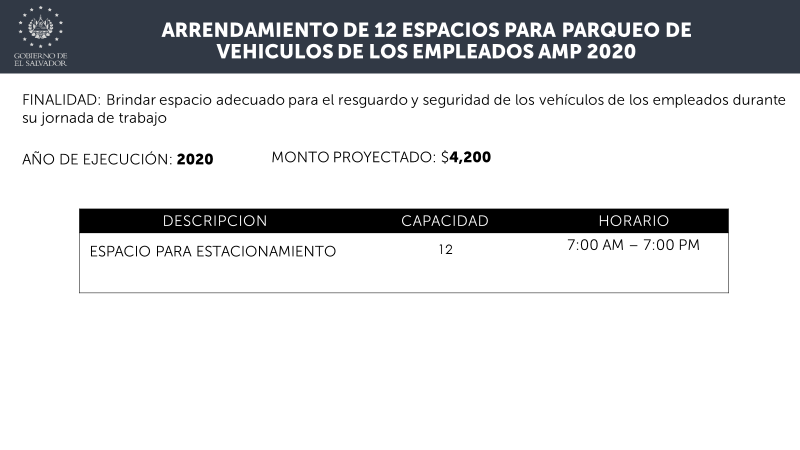 GOBIERNO DE
EL SALVADOR
ARRENDAMIENTO DE 12 ESPACIOS PARA PARQUEO DE
VEHICULOS DE LOS EMPLEADOS AMP 2020
FINALIDAD: Brindar espacio adecuado para el resguardo y seguridad de los vehículos de los empleados durante
su jornada de trabajo
AÑO DE EJECUCIÓN: 2020 MONTO PROYECTADO: $4,200
DESCRIPCION CAPACIDAD HORARIO
ESPACIO PARA ESTACIONAMIENTO 12 7:00 AM – 7:00 PM